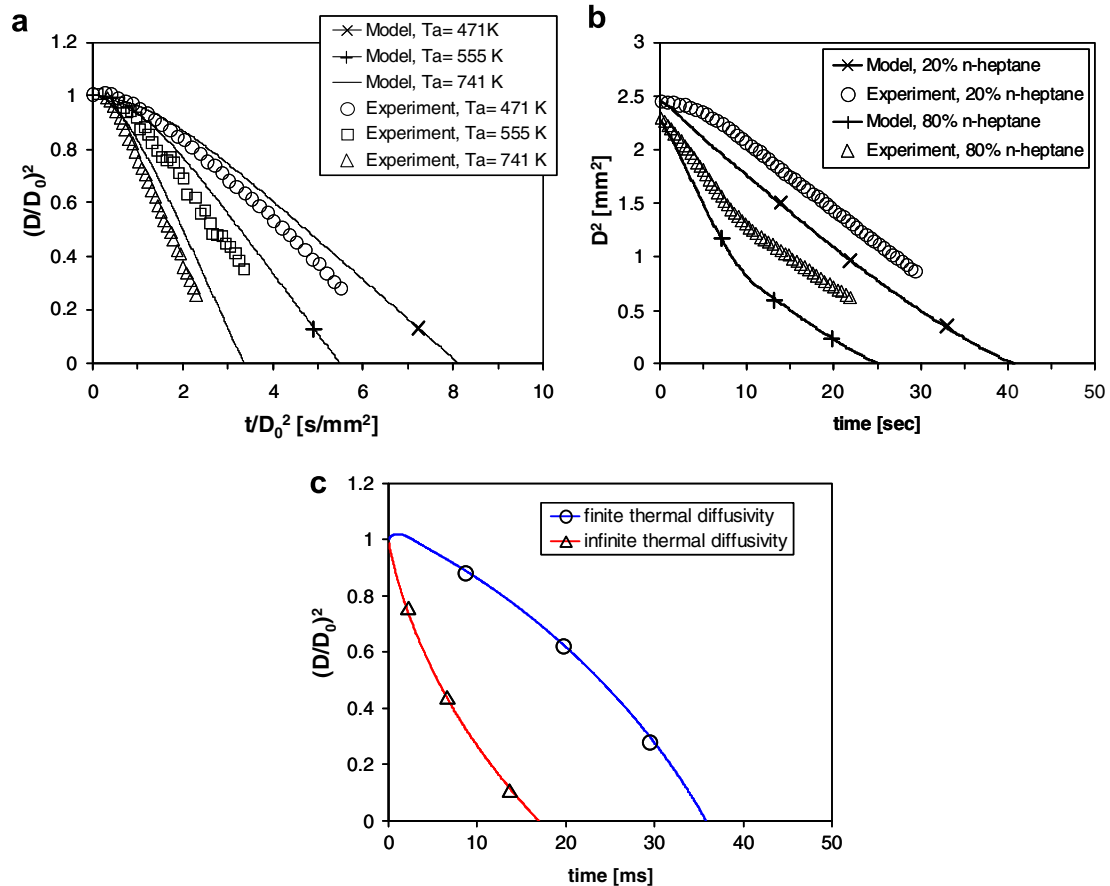 a
Model, Ta= 471K
Model, Ta= 555 K
Model, Ta= 741 K
Experiment, Ta= 471 K
Experiment, Ta= 555 K
Experiment, Ta= 741 K
1.2
1
0.8
0.6
0.4
0.2
0
(D/D₀)²
0 2 4 6 8 10
t/D₀² [s/mm²]
b
Model, 20% n-heptane
Experiment, 20% n-heptane
Model, 80% n-heptane
Experiment, 80% n-heptane
3
2.5
2
1.5
1
0.5
0
D² [mm²]
0 10 20 30 40 50
time [sec]
c
finite thermal diffusivity
infinite thermal diffusivity
1.2
1
0.8
0.6
0.4
0.2
0
(D/D₀)²
0 10 20 30 40 50
time [ms]